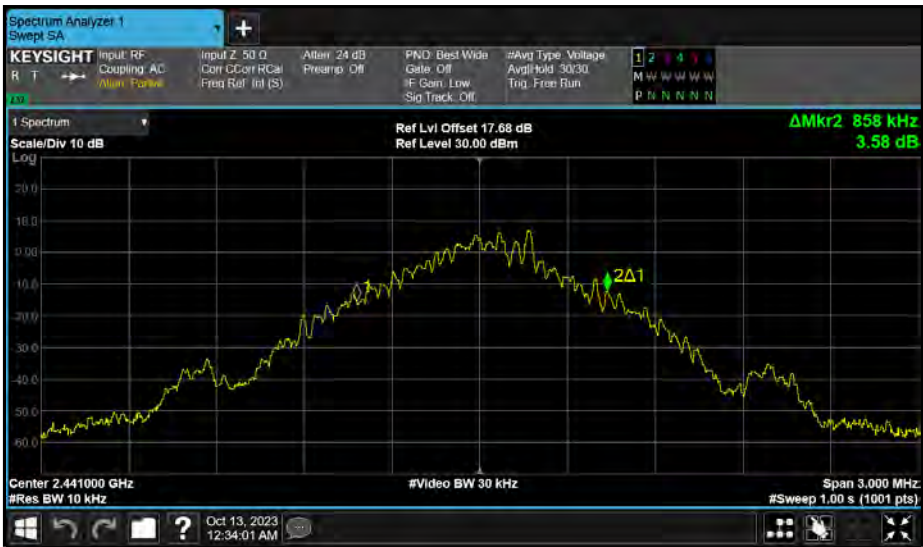 Spectrum Analyzer 1
Swept SA
+
KEYSIGHT Input: RF Input Z: 50 Ω Atten: 24 dB PNO: Best Wide #Avg Type: Voltage 1 2 3 4 5 6
R T Coupling: AC Corr CCorr RCal Preamp: Off Gate: Off Avg|Hold: 30/30 M W W W W W
Align: Freq Ref: Int (S) IF Gain: Low Trig: Free Run
Sig Track: Off P N N N N N
1 Spectrum Ref Lvl Offset 17.68 dB ΔMkr2 858 kHz
Scale/Div 10 dB Ref Level 30.00 dBm 3.58 dB
Log
20.0
10.0
0.00
-10.0
2Δ1
-20.0
-30.0
-40.0
-50.0
-60.0
Center 2.441000 GHz #Video BW 30 kHz Span 3.000 MHz
#Res BW 10 kHz #Sweep 1.00 s (1001 pts)
? Oct 13, 2023
12:34:01 AM